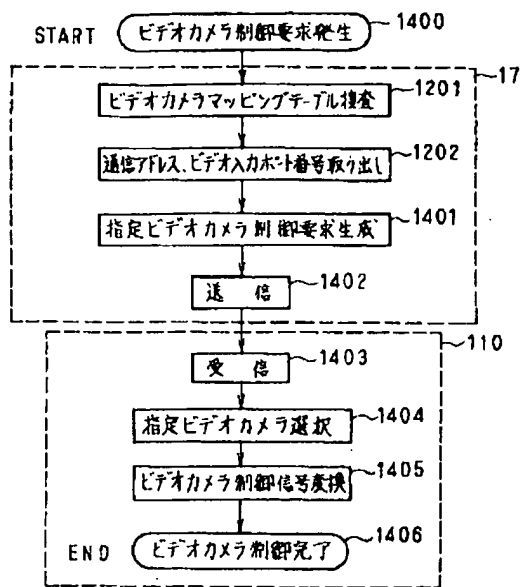 START ビデオカメラ制御要求発生 1400
17
ビデオカメラマッピングテーブル捜査 1201
通信アドレス、ビデオ入力ポート番号取り出し 1202
指定ビデオカメラ制御要求生成 1401
送信 1402
110
受信 1403
指定ビデオカメラ選択 1404
ビデオカメラ制御信号変換 1405
END ビデオカメラ制御完了 1406